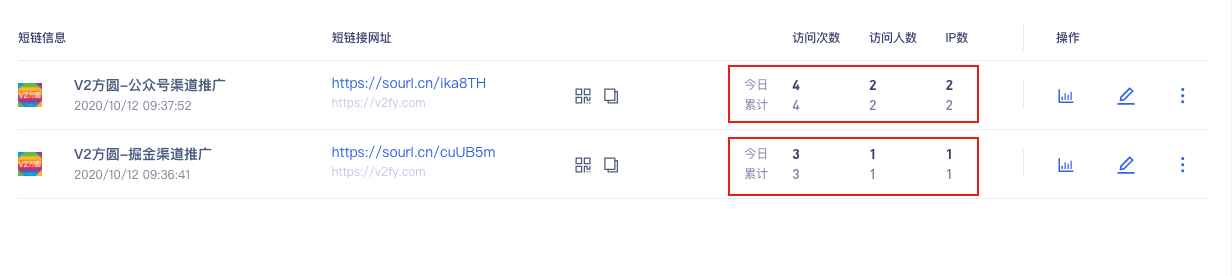 短链信息 短链接网址 访问次数 访问人数 IP数 操作
V2方圆-公众号渠道推广 https://sourl.cn/ika8TH 今日 4 2 2
2020/10/12 09:37:52 https://v2fy.com 累计 4 2 2
V2方圆
V2方圆-掘金渠道推广 https://sourl.cn/cuUB5m 今日 3 1 1
2020/10/12 09:36:41 https://v2fy.com 累计 3 1 1
V2方圆